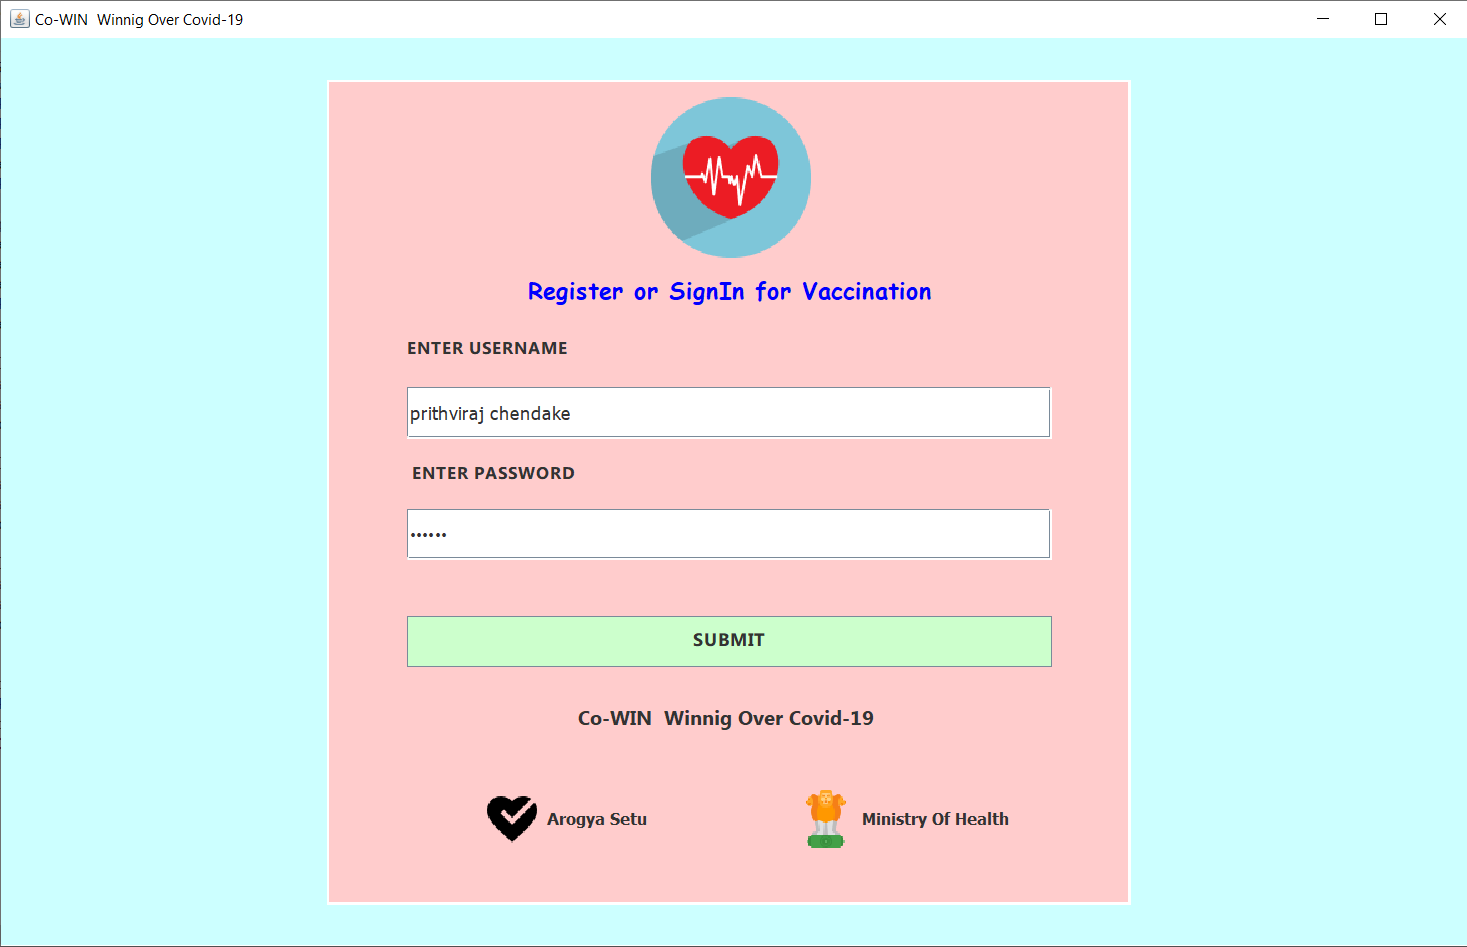 Co-WIN  Winnig Over Covid-19
Register or SignIn for Vaccination
ENTER USERNAME
prithviraj chendake
ENTER PASSWORD
••••••
SUBMIT
Co-WIN  Winnig Over Covid-19
Arogya Setu
Ministry Of Health